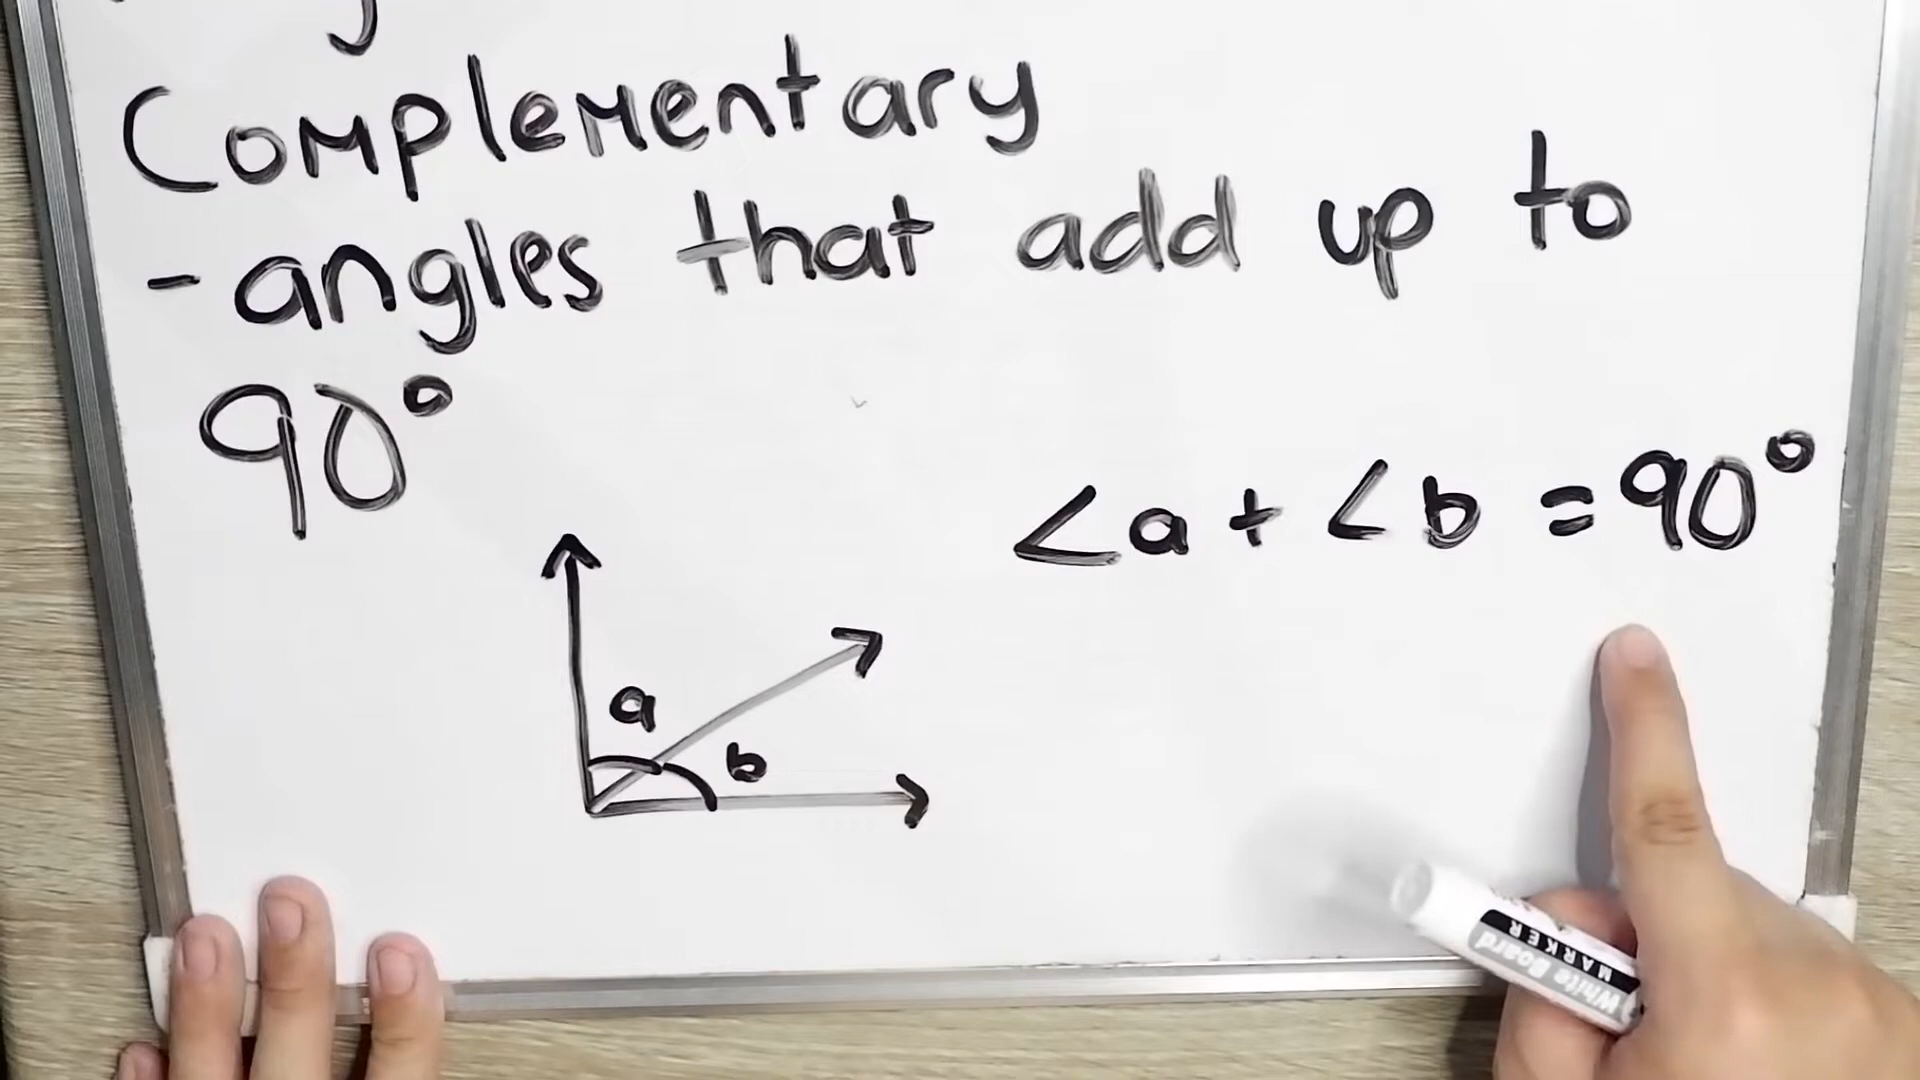 Complementary
- angles that add up to
90°
<a + <b = 90°
a
b
White Board
MARKER